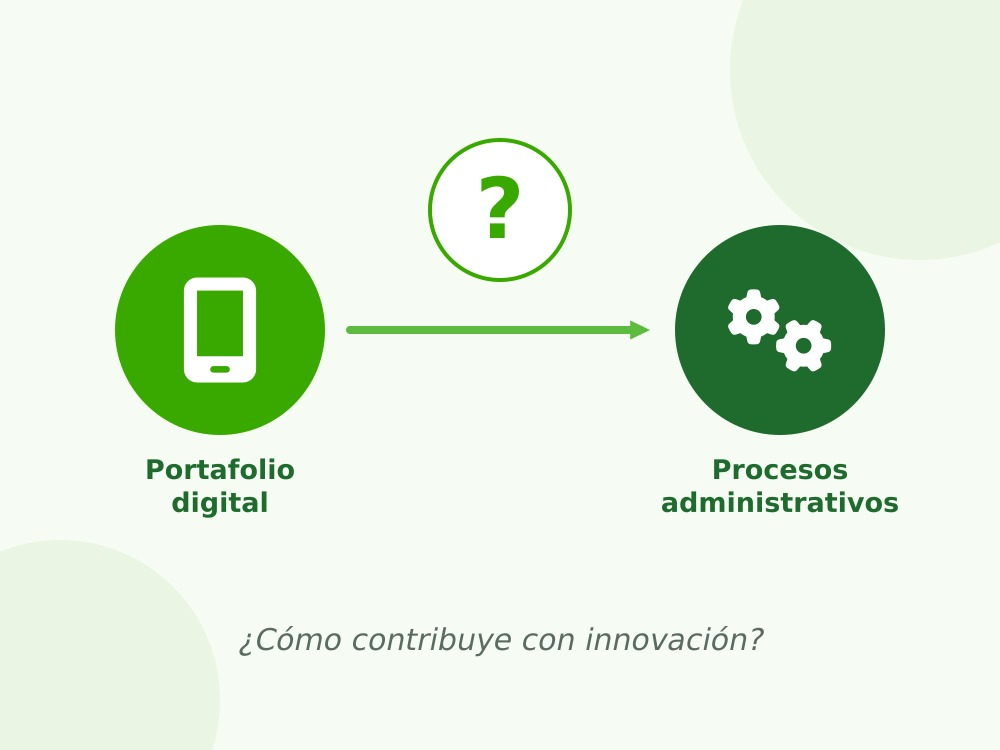 ?
Portafolio
digital
Procesos
administrativos
¿Cómo contribuye con innovación?